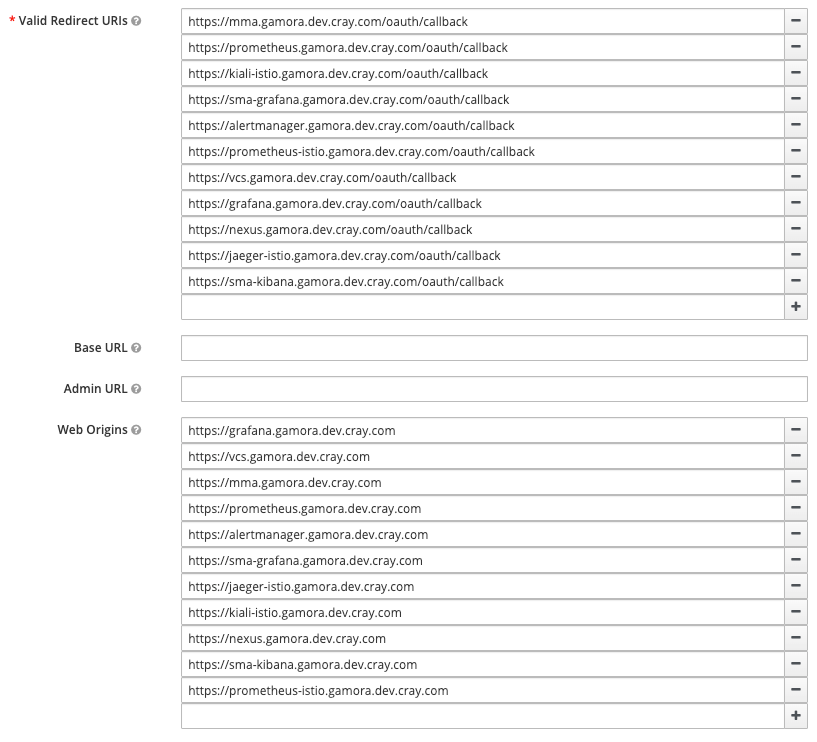 * Valid Redirect URIs
https://mma.gamora.dev.cray.com/oauth/callback
https://prometheus.gamora.dev.cray.com/oauth/callback
https://kiali-istio.gamora.dev.cray.com/oauth/callback
https://sma-grafana.gamora.dev.cray.com/oauth/callback
https://alertmanager.gamora.dev.cray.com/oauth/callback
https://prometheus-istio.gamora.dev.cray.com/oauth/callback
https://vcs.gamora.dev.cray.com/oauth/callback
https://grafana.gamora.dev.cray.com/oauth/callback
https://nexus.gamora.dev.cray.com/oauth/callback
https://jaeger-istio.gamora.dev.cray.com/oauth/callback
https://sma-kibana.gamora.dev.cray.com/oauth/callback
Base URL
Admin URL
Web Origins
https://grafana.gamora.dev.cray.com
https://vcs.gamora.dev.cray.com
https://mma.gamora.dev.cray.com
https://prometheus.gamora.dev.cray.com
https://alertmanager.gamora.dev.cray.com
https://sma-grafana.gamora.dev.cray.com
https://jaeger-istio.gamora.dev.cray.com
https://kiali-istio.gamora.dev.cray.com
https://nexus.gamora.dev.cray.com
https://sma-kibana.gamora.dev.cray.com
https://prometheus-istio.gamora.dev.cray.com